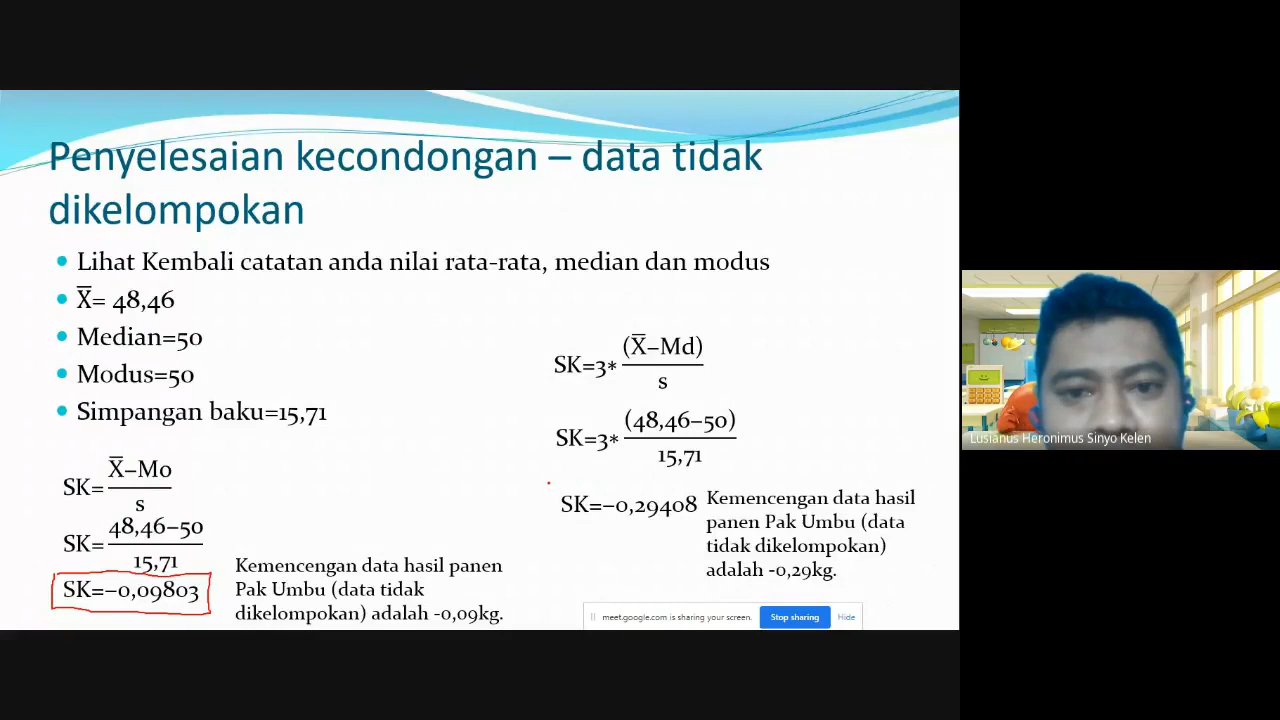 Penyelesaian kecondongan – data tidak
dikelompokan
Lihat Kembali catatan anda nilai rata-rata, median dan modus
X̅= 48,46
Median=50
Modus=50
Simpangan baku=15,71
SK= X̅−Mo
s
SK= 48,46−50
15,71
SK=−0,09803
Kemencengan data hasil panen
Pak Umbu (data tidak
dikelompokan) adalah -0,09kg.
SK=3* (X̅−Md)
s
SK=3* (48,46−50)
15,71
SK=−0,29408
Kemencengan data hasil
panen Pak Umbu (data
tidak dikelompokan)
adalah -0,29kg.
meet.google.com is sharing your screen. Stop sharing Hide
Lusianus Heronimus Sinyo Kelen